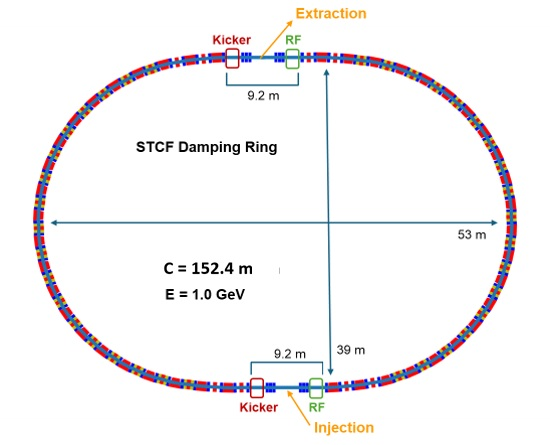 Extraction
Kicker
RF
9.2 m
STCF Damping Ring
53 m
C = 152.4 m
E = 1.0 GeV
9.2 m
39 m
Kicker
RF
Injection